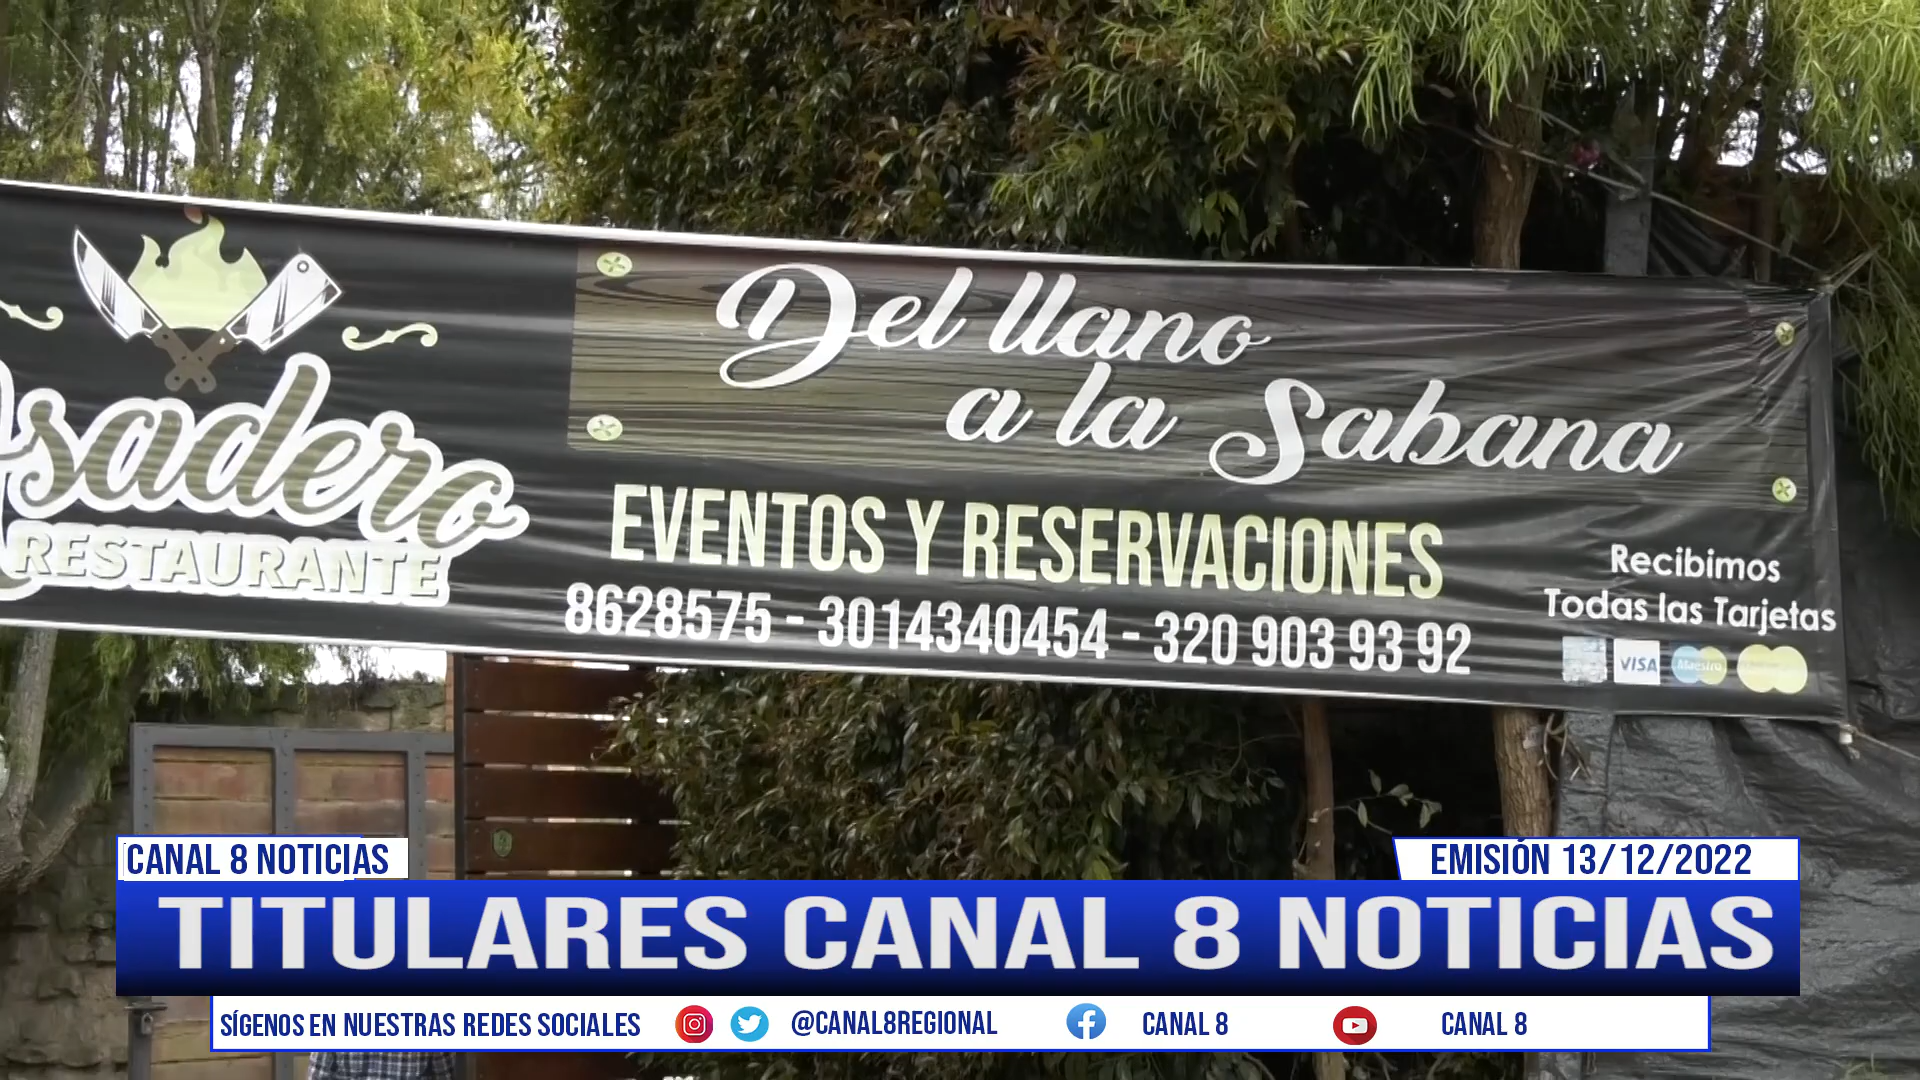 Asadero
RESTAURANTE
Del llano
a la Sabana
EVENTOS Y RESERVACIONES
8628575 - 3014340454 - 320 903 93 92
Recibimos
Todas las Tarjetas
VISA
Maestro
CANAL 8 NOTICIAS
EMISIÓN 13/12/2022
TITULARES CANAL 8 NOTICIAS
SÍGENOS EN NUESTRAS REDES SOCIALES
@CANAL8REGIONAL
CANAL 8
CANAL 8